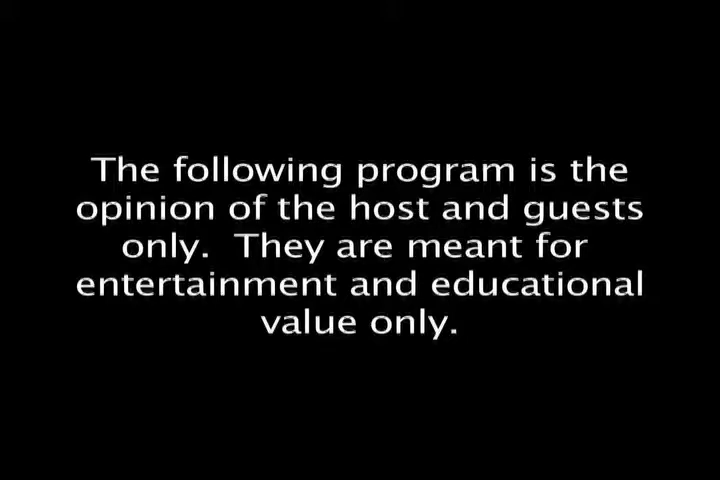 The following program is the
opinion of the host and guests
only.  They are meant for
entertainment and educational
value only.